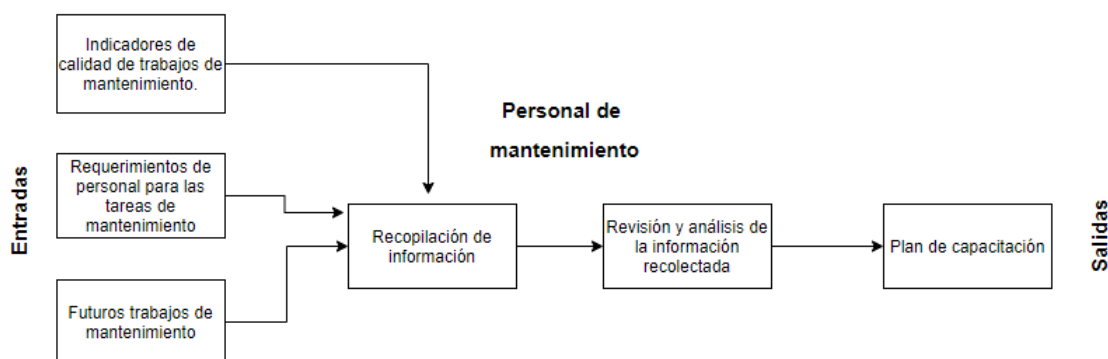 Indicadores de
calidad de trabajos de
mantenimiento.
Personal de
mantenimiento
Entradas
Requerimientos de
personal para las
tareas de
mantenimiento
Recopilación de
información
Revisión y análisis de
la información
recolectada
Plan de capacitación
Salidas
Futuros trabajos de
mantenimiento